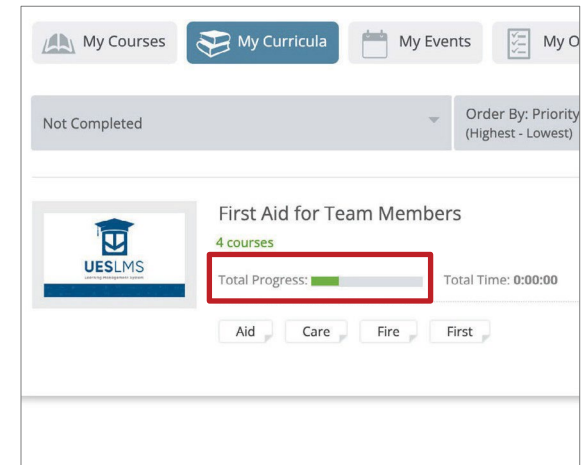 My Courses
My Curricula
My Events
My O
Not Completed
Order By: Priority
(Highest - Lowest)
First Aid for Team Members
4 courses
UESLMS
Total Progress:
Total Time: 0:00:00
Aid
Care
Fire
First